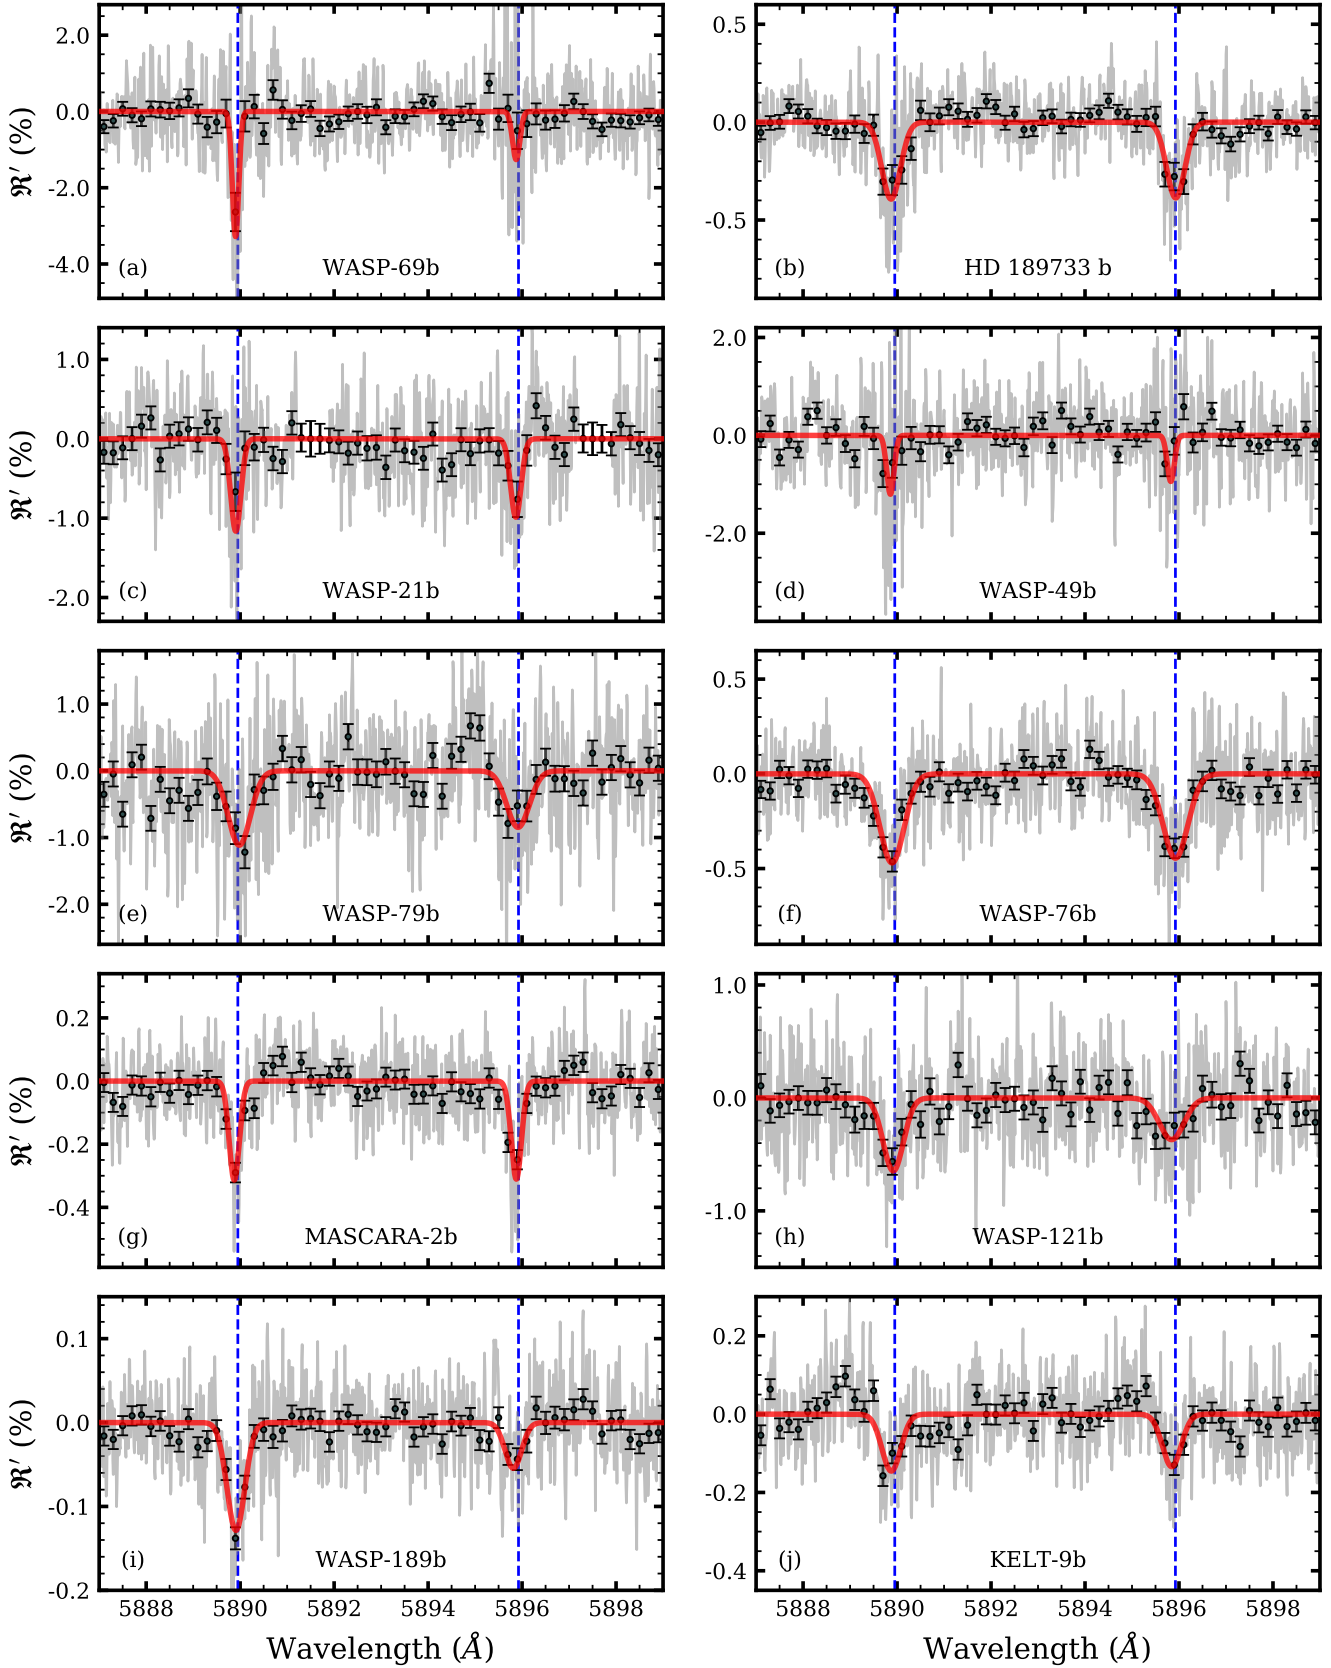 2.0
0.0
-2.0
-4.0
ℜ′ (%)
(a)
WASP-69b
0.5
0.0
-0.5
(b)
HD 189733 b
1.0
0.0
-1.0
-2.0
ℜ′ (%)
(c)
WASP-21b
2.0
0.0
-2.0
(d)
WASP-49b
1.0
0.0
-1.0
-2.0
ℜ′ (%)
(e)
WASP-79b
0.5
0.0
-0.5
(f)
WASP-76b
0.2
0.0
-0.2
-0.4
ℜ′ (%)
(g)
MASCARA-2b
1.0
0.0
-1.0
(h)
WASP-121b
0.1
0.0
-0.1
-0.2
ℜ′ (%)
(i)
WASP-189b
5888 5890 5892 5894 5896 5898
Wavelength (Å)
0.2
0.0
-0.2
-0.4
(j)
KELT-9b
5888 5890 5892 5894 5896 5898
Wavelength (Å)